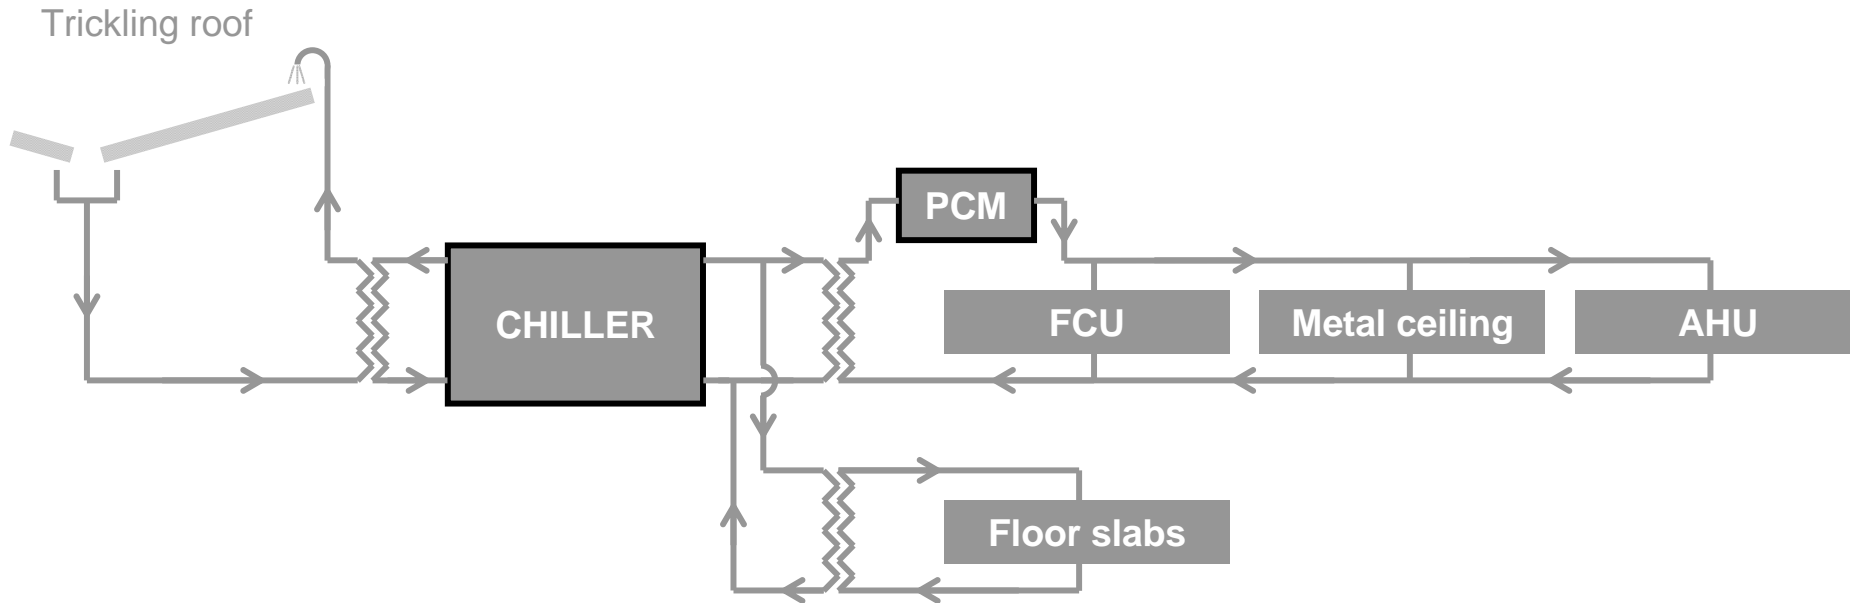 Trickling roof
PCM
CHILLER
FCU
Metal ceiling
AHU
Floor slabs